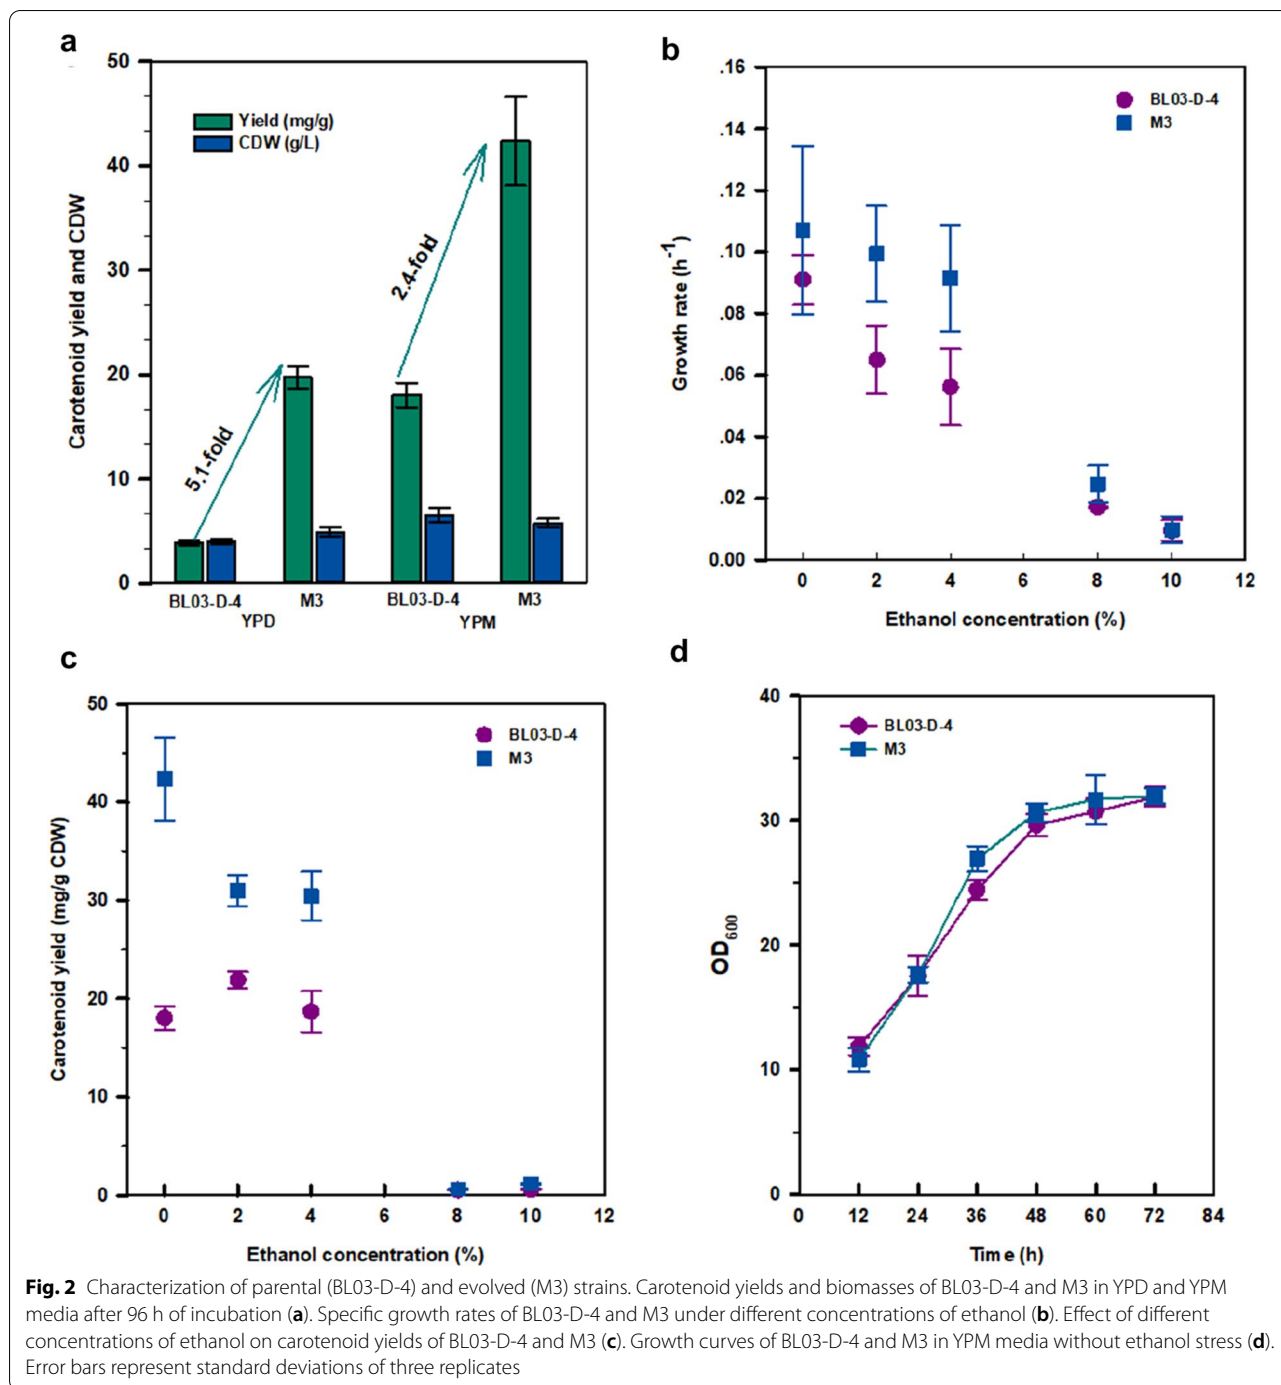 a
50
40
30
20
10
0
Carotenoid yield and CDW
Yield (mg/g)
CDW (g/L)
5.1-fold
2.4-fold
BL03-D-4 M3 BL03-D-4 M3
YPD YPM
b
.16
.14
.12
.10
.08
.06
.04
.02
0.00
Growth rate (h-1)
BL03-D-4
M3
0 2 4 6 8 10 12
Ethanol concentration (%)
c
50
40
30
20
10
0
Carotenoid yield (mg/g CDW)
BL03-D-4
M3
0 2 4 6 8 10 12
Ethanol concentration (%)
d
40
30
20
10
0
OD600
BL03-D-4
M3
0 12 24 36 48 60 72 84
Time (h)
Fig. 2 Characterization of parental (BL03-D-4) and evolved (M3) strains. Carotenoid yields and biomasses of BL03-D-4 and M3 in YPD and YPM
media after 96 h of incubation (a). Specific growth rates of BL03-D-4 and M3 under different concentrations of ethanol (b). Effect of different
concentrations of ethanol on carotenoid yields of BL03-D-4 and M3 (c). Growth curves of BL03-D-4 and M3 in YPM media without ethanol stress (d).
Error bars represent standard deviations of three replicates